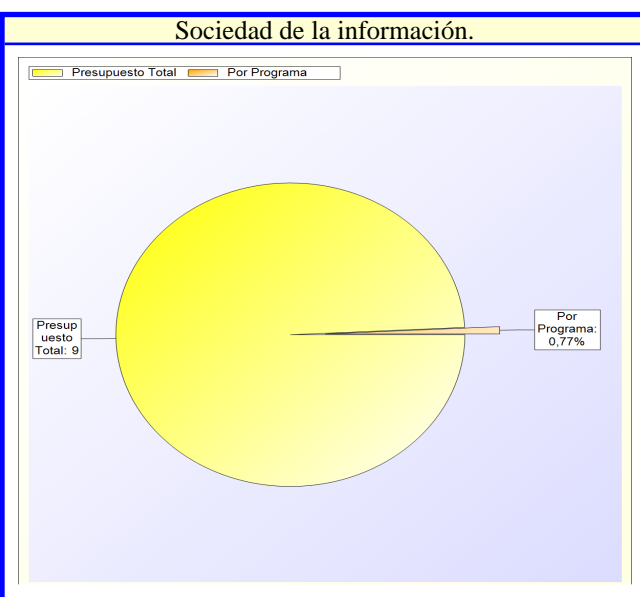 Sociedad de la información.
Presupuesto Total Por Programa
Presup
uesto
Total: 9
Por
Programa:
0,77%